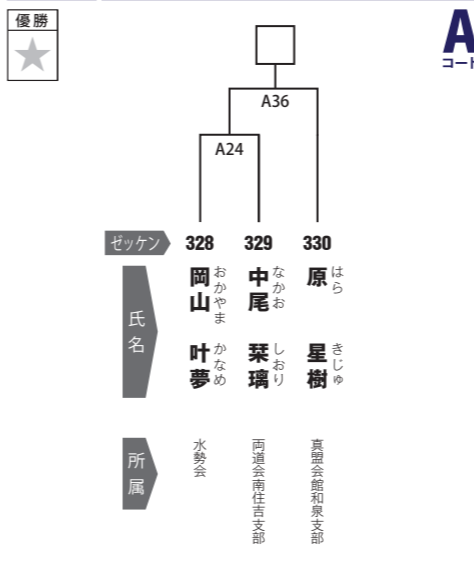 優勝
A
コート
A36
A24
ゼッケン
328
329
330
氏名
岡山 叶夢
おかやま かなめ
中尾 栞璃
なかお しおり
原 星樹
はら きじゅ
所属
水勢会
両道会南住吉支部
真盟会館和泉支部